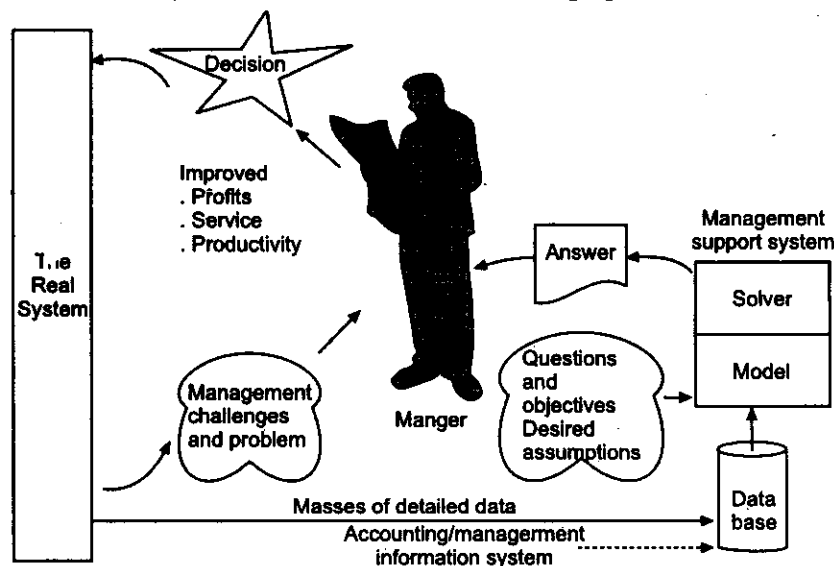 Decision
Improved
. Profits
. Service
. Productivity
The
Real
System
Management
support system
Answer
Solver
Model
Management
challenges
and problem
Manger
Questions
and
objectives
Desired
assumptions
Masses of detailed data
Data
base
Accounting/managerment
information system